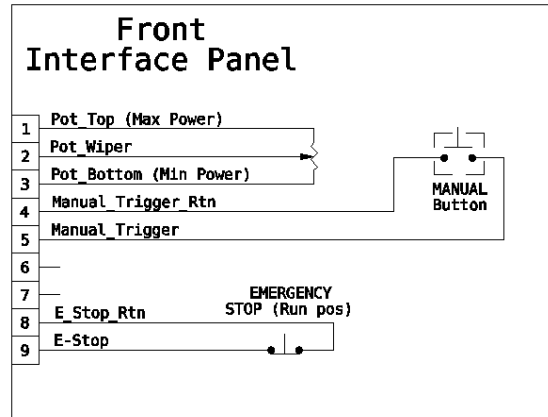 Front
Interface Panel
1 Pot_Top (Max Power)
2 Pot_Wiper
3 Pot_Bottom (Min Power)
4 Manual_Trigger_Rtn
5 Manual_Trigger
6
7
8 E_Stop_Rtn
9 E-Stop
MANUAL
Button
EMERGENCY
STOP (Run pos)